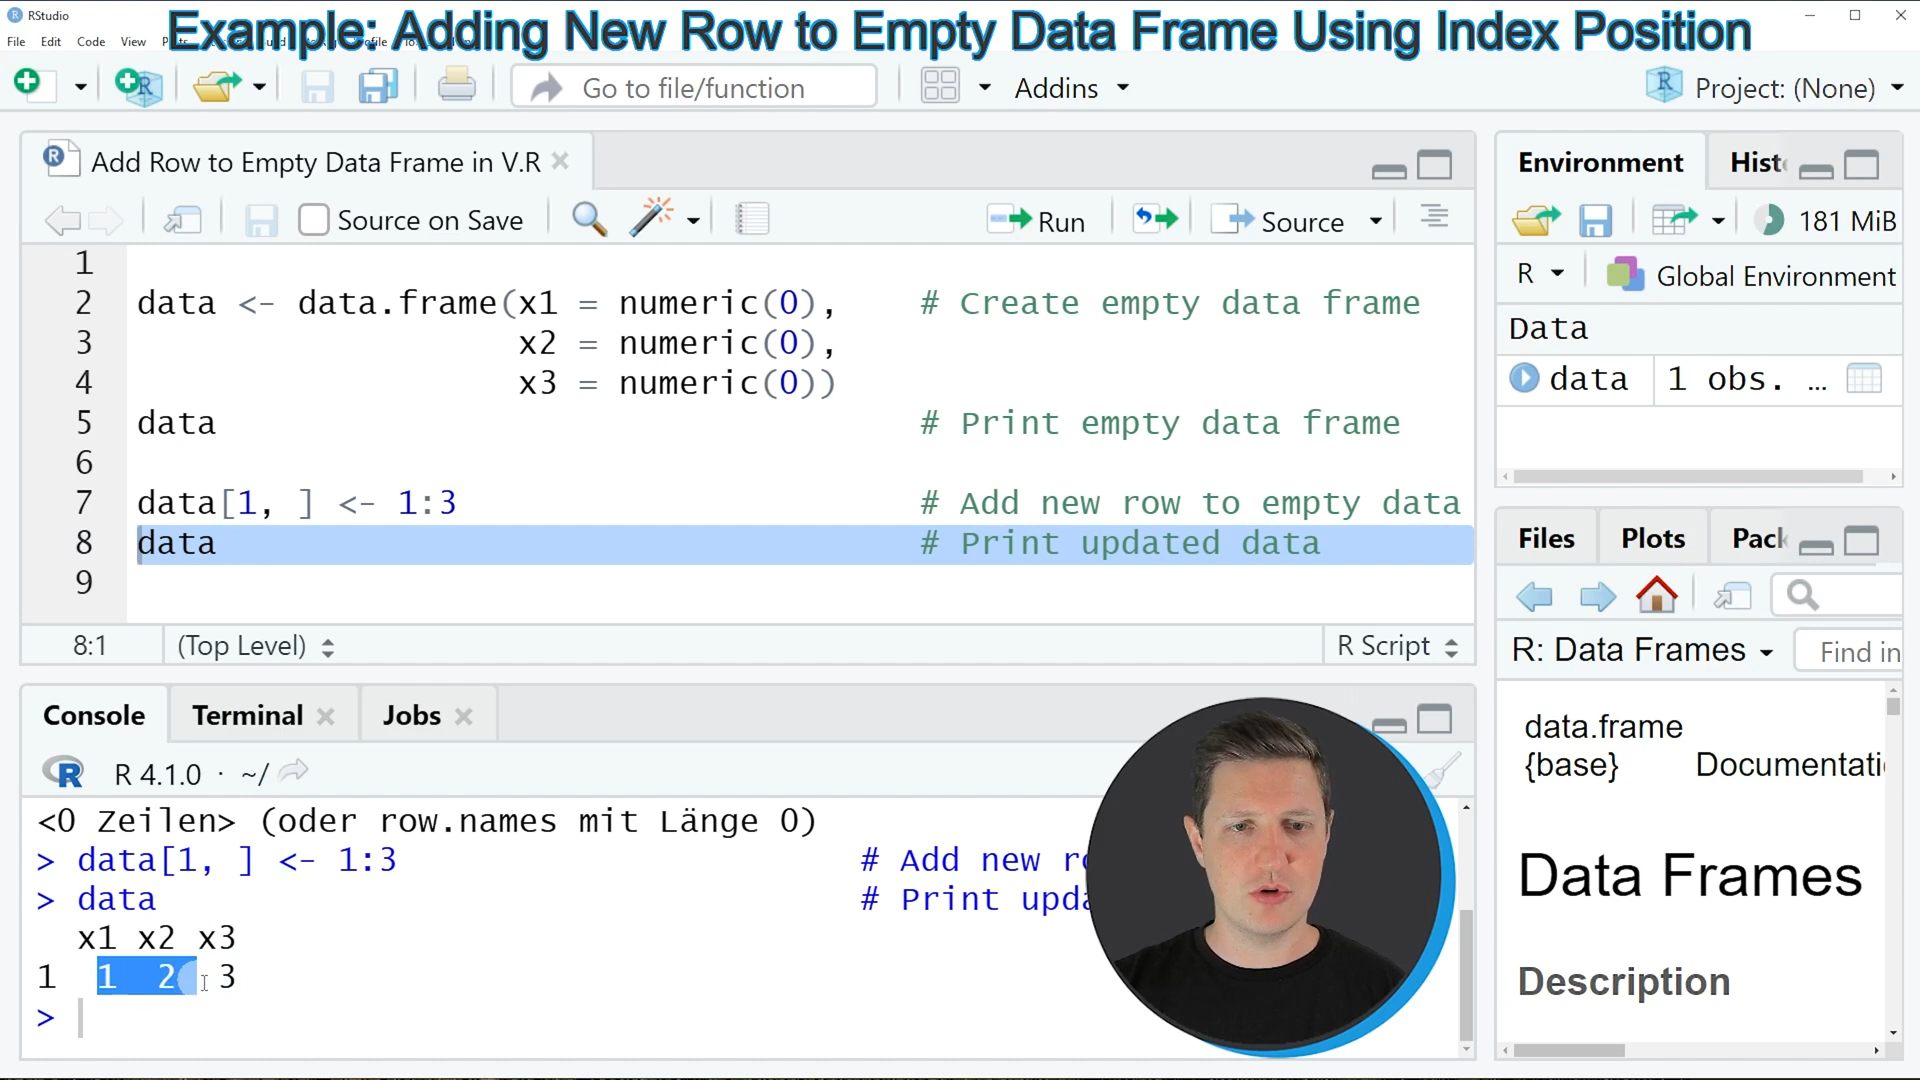 RStudio
Example: Adding New Row to Empty Data Frame Using Index Position
File Edit Code View
Go to file/function
Addins
Project: (None)
Add Row to Empty Data Frame in V.R
Source on Save
Run
Source
1
2 data <- data.frame(x1 = numeric(0), # Create empty data frame
3 x2 = numeric(0),
4 x3 = numeric(0))
5 data # Print empty data frame
6
7 data[1, ] <- 1:3 # Add new row to empty data
8 data # Print updated data
9
8:1 (Top Level) R Script
Console Terminal Jobs
R 4.1.0 · ~/
<0 Zeilen> (oder row.names mit Länge 0)
> data[1, ] <- 1:3 # Add new ro
> data # Print upda
x1 x2 x3
1 1 2 3
>
Environment Histo
181 MiB
R Global Environment
Data
data 1 obs. …
Files Plots Pack
R: Data Frames Find in
data.frame
{base} Documentati
Data Frames
Description